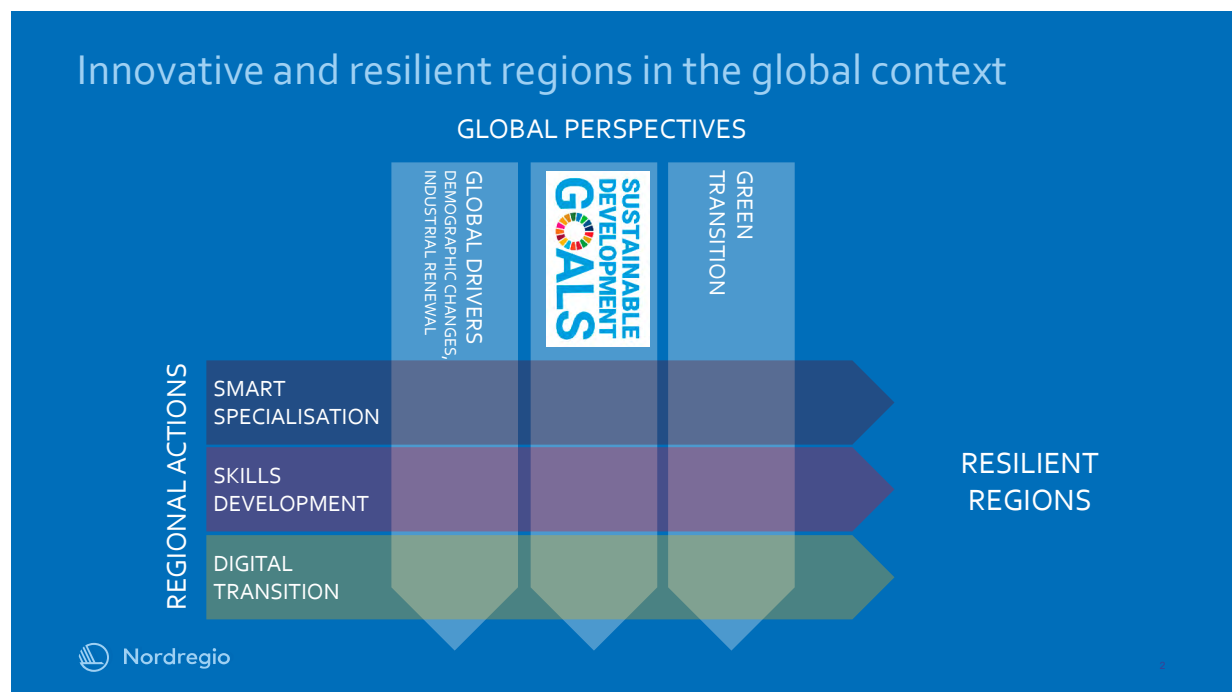 Innovative and resilient regions in the global context
GLOBAL PERSPECTIVES
GLOBAL DRIVERS
DEMOGRAPHIC CHANGES,
INDUSTRIAL RENEWAL
SUSTAINABLE
DEVELOPMENT
GOALS
GREEN
TRANSITION
REGIONAL ACTIONS
SMART
SPECIALISATION
SKILLS
DEVELOPMENT
DIGITAL
TRANSITION
RESILIENT
REGIONS
Nordregio
2